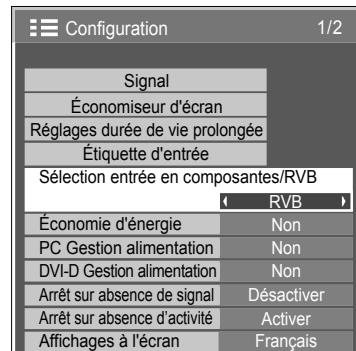 Configuration 1/2
Signal
Économiseur d'écran
Réglages durée de vie prolongée
Étiquette d'entrée
Sélection entrée en composantes/RVB
RVB
Économie d'énergie Non
PC Gestion alimentation Non
DVI-D Gestion alimentation Non
Arrêt sur absence de signal Désactiver
Arrêt sur absence d'activité Activer
Affichages à l'écran Français